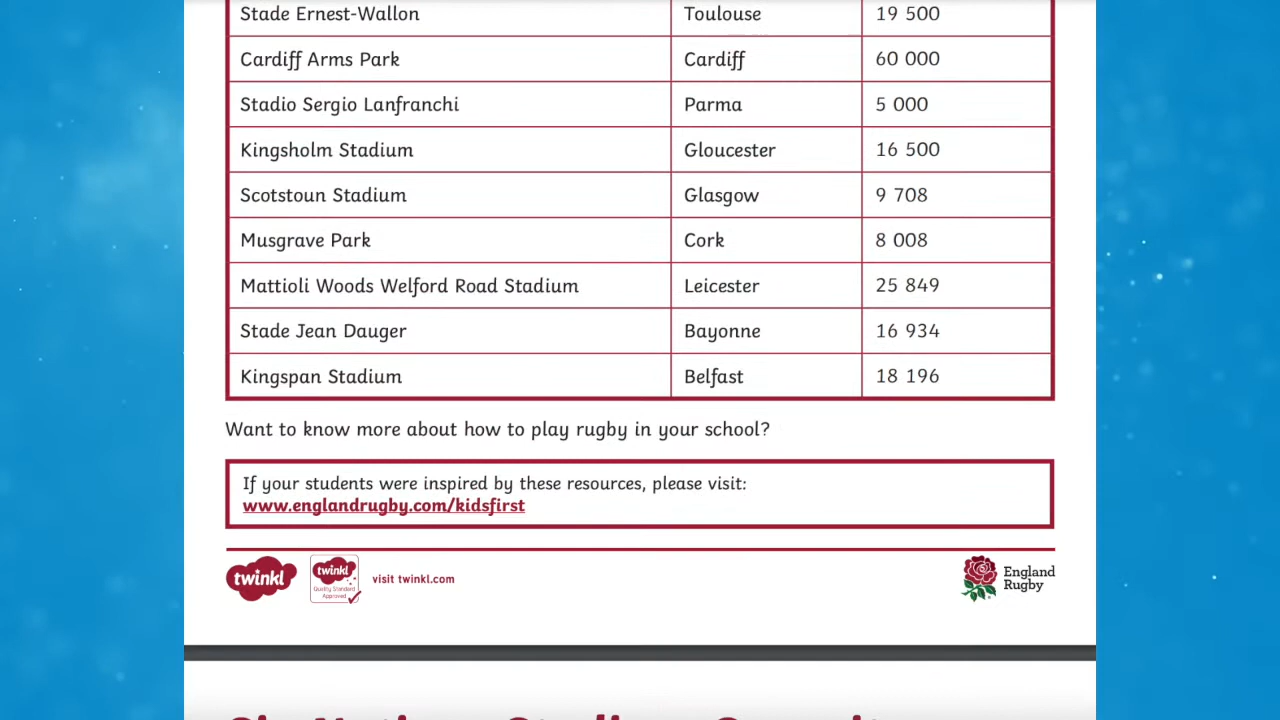 Stade Ernest-Wallon Toulouse 19 500
Cardiff Arms Park Cardiff 60 000
Stadio Sergio Lanfranchi Parma 5 000
Kingsholm Stadium Gloucester 16 500
Scotstoun Stadium Glasgow 9 708
Musgrave Park Cork 8 008
Mattioli Woods Welford Road Stadium Leicester 25 849
Stade Jean Dauger Bayonne 16 934
Kingspan Stadium Belfast 18 196
Want to know more about how to play rugby in your school?
If your students were inspired by these resources, please visit:
www.englandrugby.com/kidsfirst
twinkl
twinkl
Quality Standard
Approved
visit twinkl.com
England
Rugby